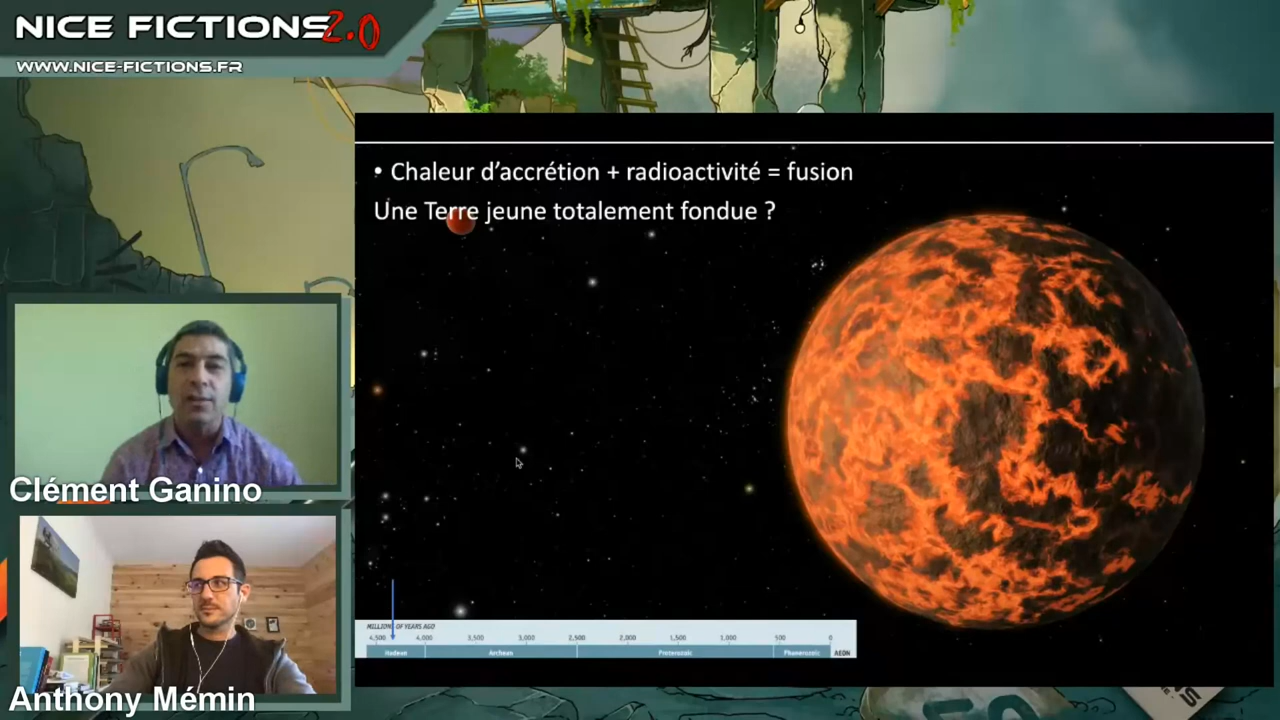 NICE FICTIONS 2.0
WWW.NICE-FICTIONS.FR
• Chaleur d'accrétion + radioactivité = fusion
Une Terre jeune totalement fondue ?
Clément Ganino
Anthony Mémin
MILLIONS OF YEARS AGO
4,500 4,000 3,500 3,000 2,500 2,000 1,500 1,000 500 0
Hadean Archean Proterozoic Phanerozoic AEON